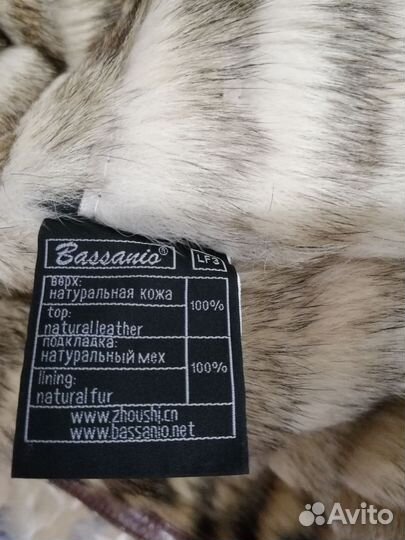 Bassanio®
LF3
верх:
натуральная кожа
100%
top:
natural leather
подкладка:
натуральный мех
100%
lining:
natural fur
www.zhoushi.cn
www.bassanio.net
Avito